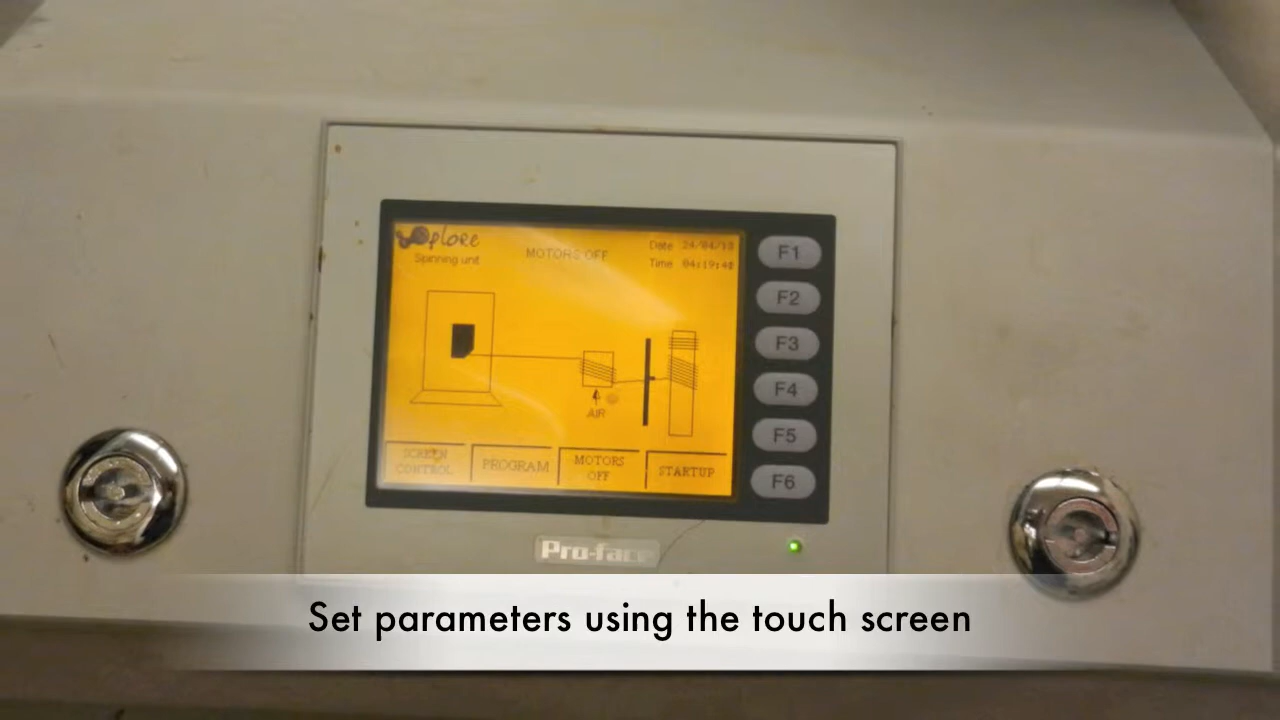 Xplore
Spinning unit
MOTORS OFF
Date 24/04/13
Time 04:19:48
AIR
SCREEN
CONTROL
PROGRAM
MOTORS
OFF
STARTUP
F1
F2
F3
F4
F5
F6
Pro-face
Set parameters using the touch screen